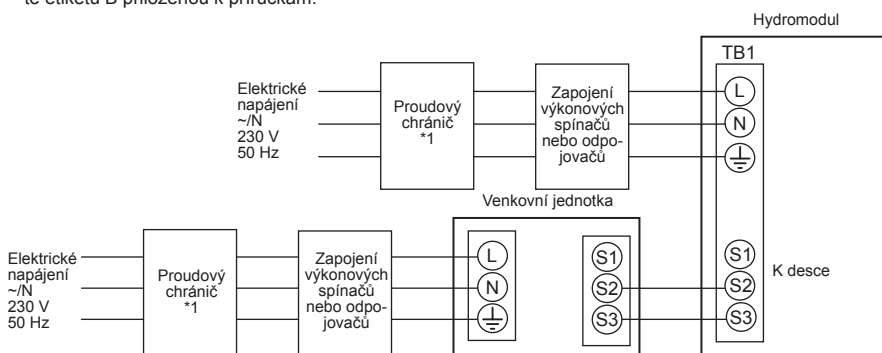 te etiketu B přiloženou k příručkám.
Hydromodul
TB1
Elektrické
napájení
~/N
230 V
50 Hz
Proudový
chránič
*1
Zapojení
výkonových
spínačů
nebo odpo-
jovačů
L
N
Venkovní jednotka
Elektrické
napájení
~/N
230 V
50 Hz
Proudový
chránič
*1
Zapojení
výkonových
spínačů
nebo odpo-
jovačů
L
N
S1
S2
S3
S1
S2
S3
K desce